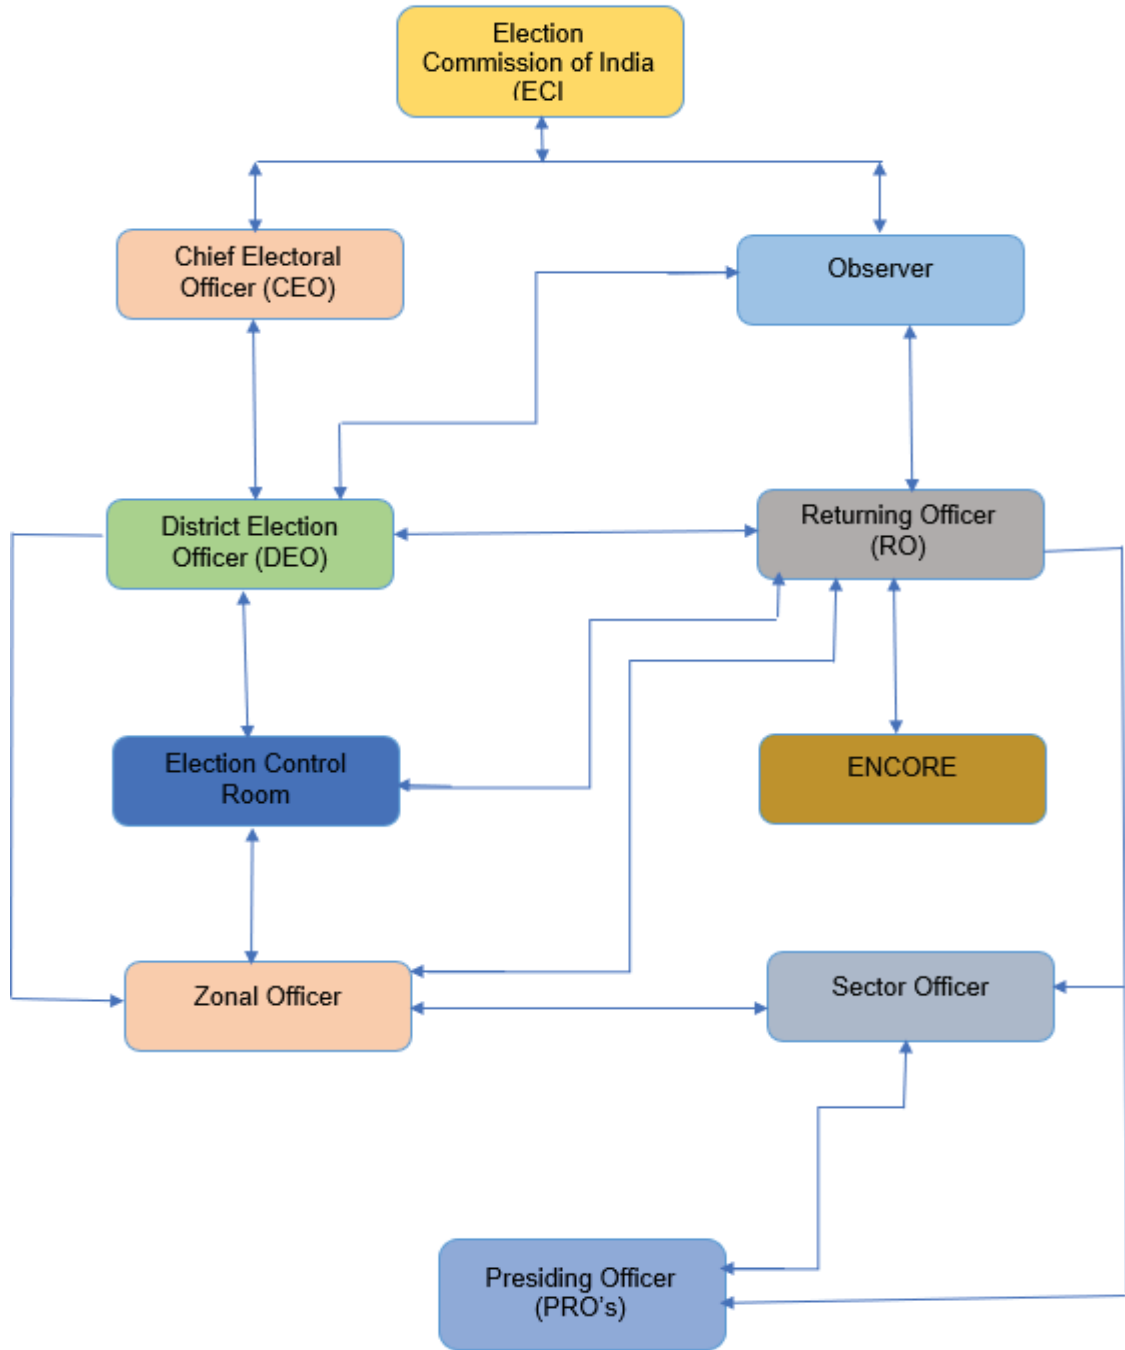 Election
Commission of India
(ECI
Chief Electoral
Officer (CEO)
Observer
District Election
Officer (DEO)
Returning Officer
(RO)
Election Control
Room
ENCORE
Zonal Officer
Sector Officer
Presiding Officer
(PRO's)